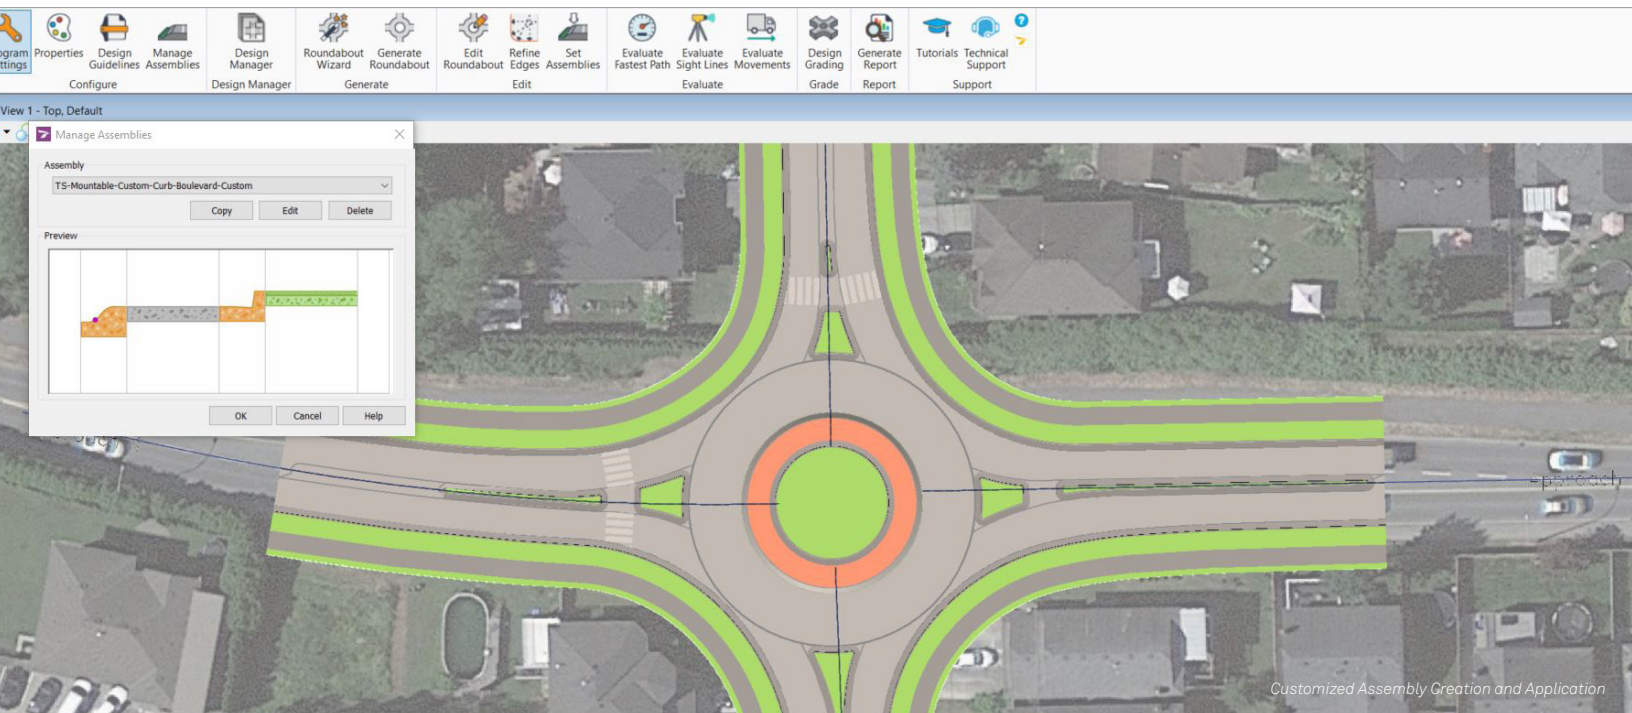 Properties
Design
Guidelines
Manage
Assemblies
Configure
Design
Manager
Design Manager
Roundabout
Wizard
Generate
Roundabout
Generate
Edit
Roundabout
Refine
Edges
Set
Assemblies
Edit
Evaluate
Fastest Path
Evaluate
Sight Lines
Evaluate
Movements
Evaluate
Design
Grading
Grade
Generate
Report
Report
Tutorials
Technical
Support
Support
View 1 - Top, Default
Manage Assemblies
Assembly
TS-Mountable-Custom-Curb-Boulevard-Custom
Copy
Edit
Delete
Preview
OK
Cancel
Help
Customized Assembly Creation and Application